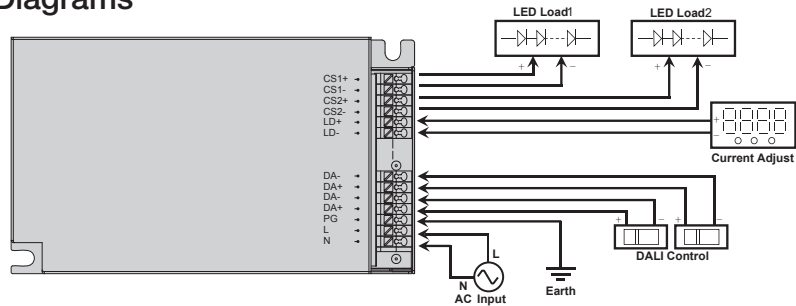 Diagrams
LED Load1
LED Load2
+ −
+ −
CS1+
CS1-
CS2+
CS2-
LD+
LD-
+
−
Current Adjust
DA-
DA+
DA-
DA+
PG
L
N
+ − + −
DALI Control
L
N
AC Input
Earth